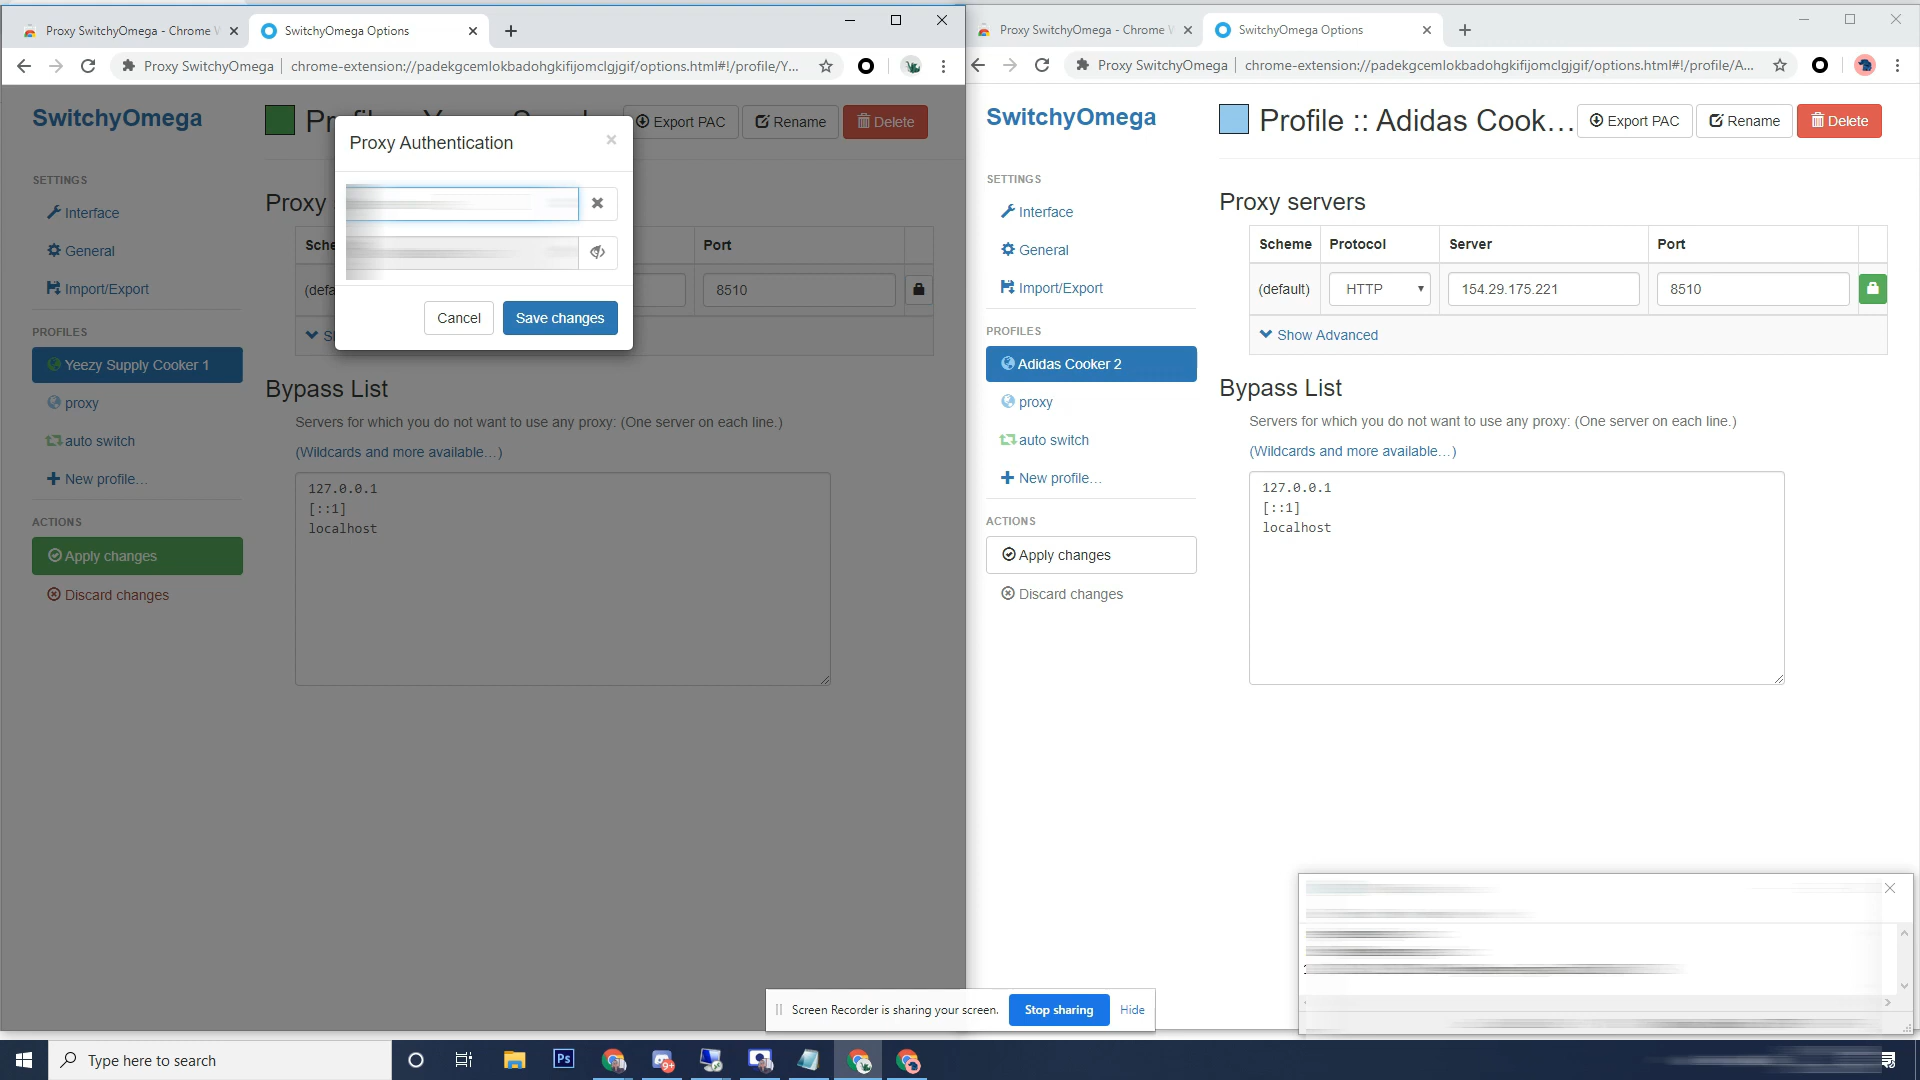 Proxy SwitchyOmega - Chrome
SwitchyOmega Options
Proxy SwitchyOmega
chrome-extension://padekgcemlokbadohgkifijomclgjgif/options.html#!/profile/Y...
SwitchyOmega
Export PAC
Rename
Delete
Proxy Authentication
Cancel
Save changes
SETTINGS
Interface
General
Import/Export
PROFILES
Yeezy Supply Cooker 1
proxy
auto switch
New profile...
ACTIONS
Apply changes
Discard changes
Proxy
Port
8510
Bypass List
Servers for which you do not want to use any proxy: (One server on each line.)
(Wildcards and more available...)
127.0.0.1
[::1]
localhost
Proxy SwitchyOmega - Chrome
SwitchyOmega Options
Proxy SwitchyOmega
chrome-extension://padekgcemlokbadohgkifijomclgjgif/options.html#!/profile/A...
SwitchyOmega
Profile :: Adidas Cook...
Export PAC
Rename
Delete
SETTINGS
Interface
General
Import/Export
PROFILES
Adidas Cooker 2
proxy
auto switch
New profile...
ACTIONS
Apply changes
Discard changes
Proxy servers
Scheme Protocol Server Port
(default) HTTP 154.29.175.221 8510
Show Advanced
Bypass List
Servers for which you do not want to use any proxy: (One server on each line.)
(Wildcards and more available...)
127.0.0.1
[::1]
localhost
Screen Recorder is sharing your screen.
Stop sharing
Hide
Type here to search
Ps
9+